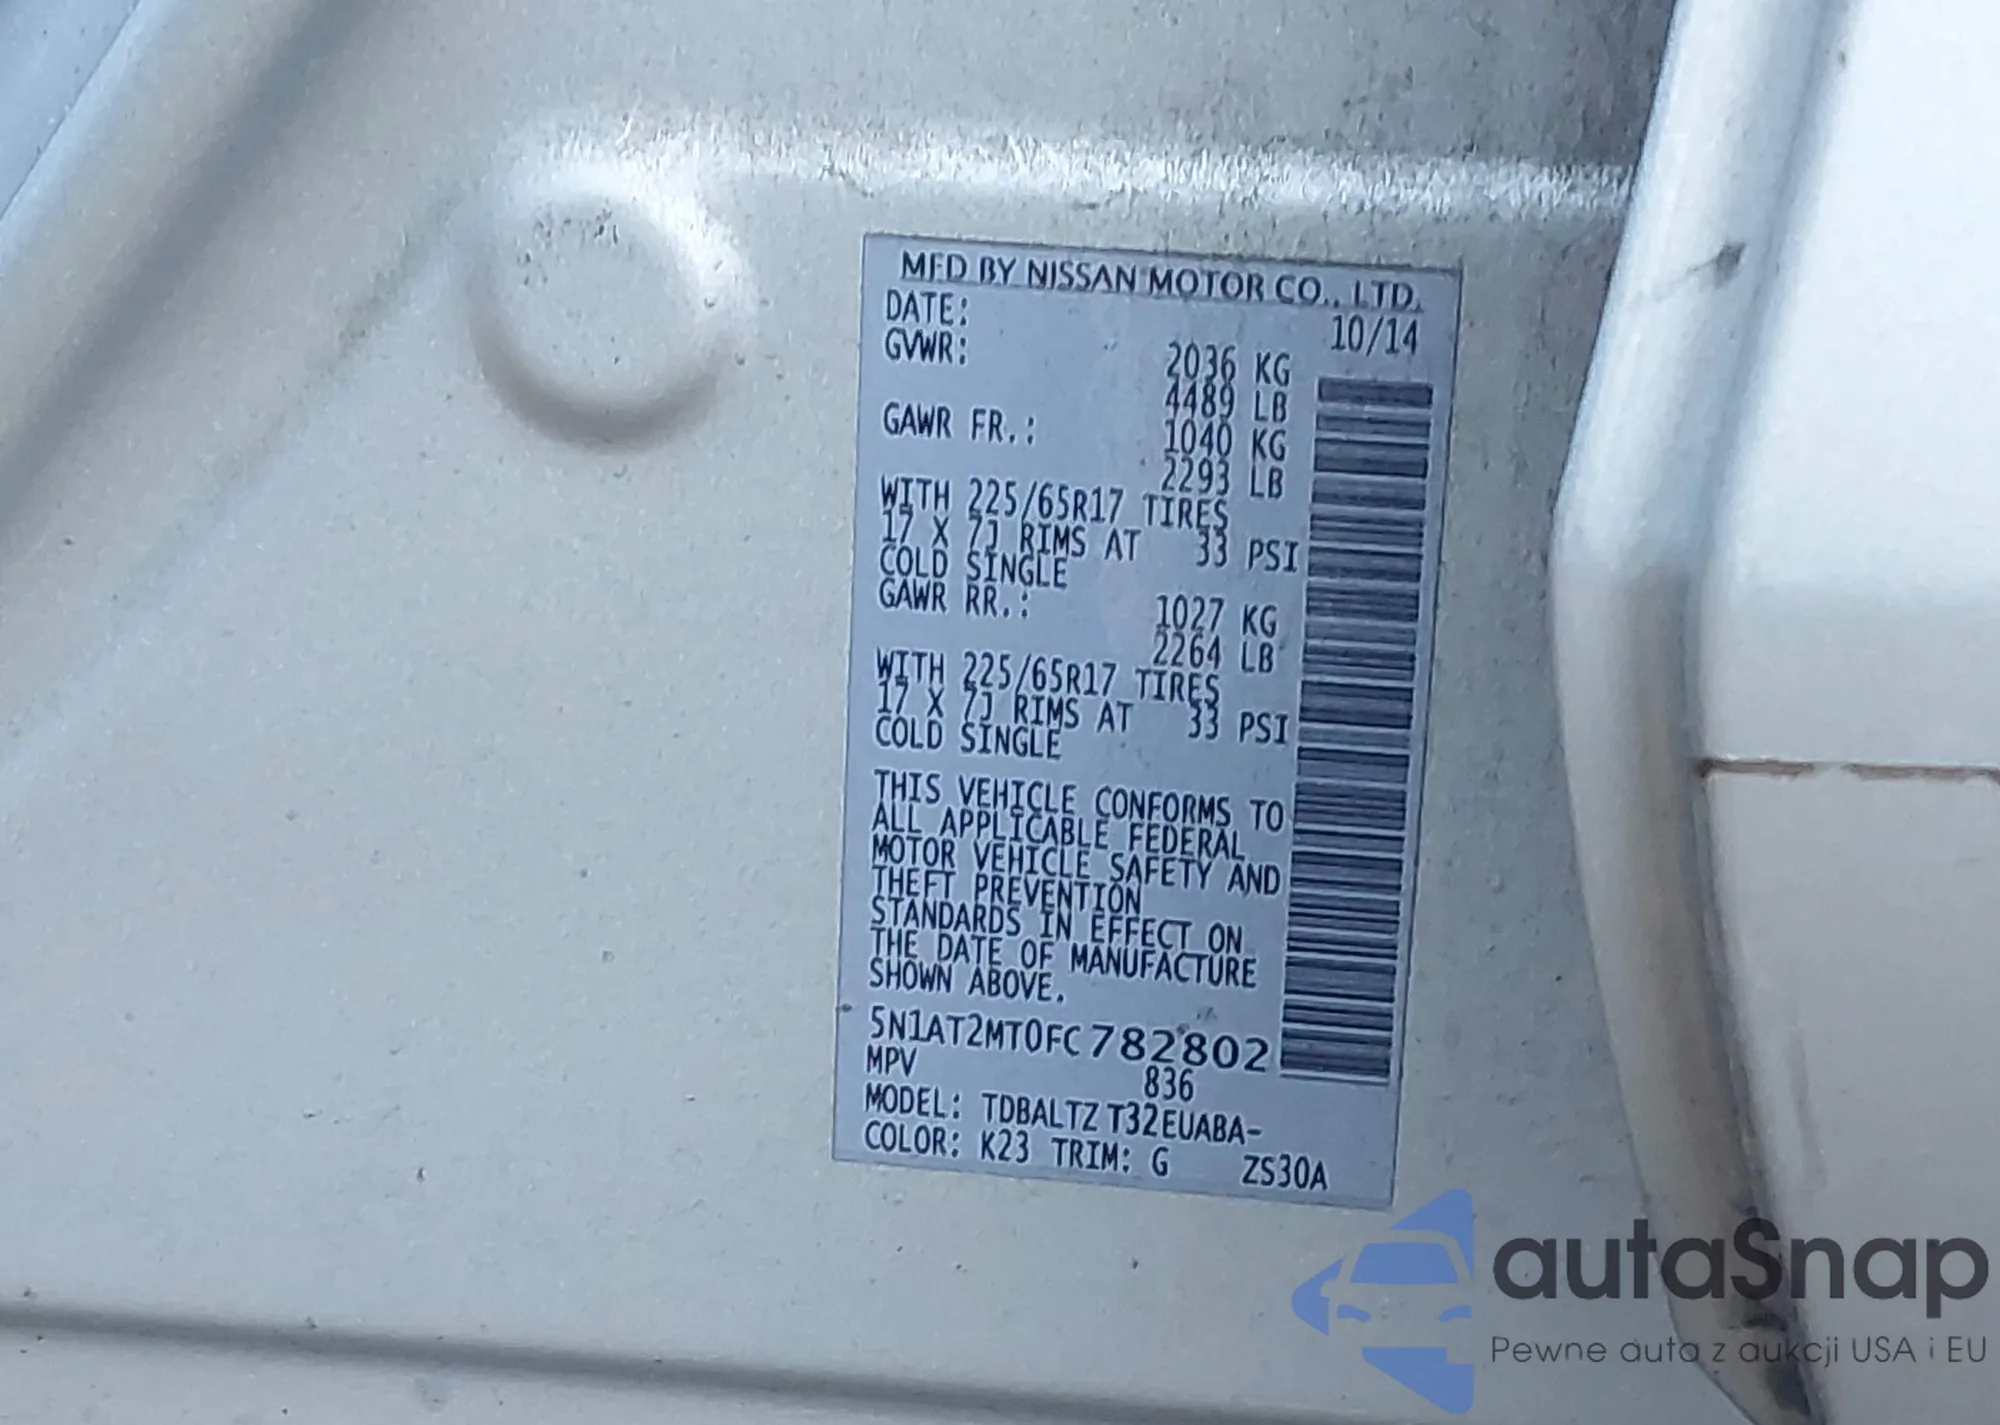 MFD BY NISSAN MOTOR CO., LTD.
DATE: 10/14
GVWR: 2036 KG
4489 LB
GAWR FR.: 1040 KG
2293 LB
WITH 225/65R17 TIRES
17 X 7J RIMS AT 33 PSI
COLD SINGLE
GAWR RR.: 1027 KG
2264 LB
WITH 225/65R17 TIRES
17 X 7J RIMS AT 33 PSI
COLD SINGLE
THIS VEHICLE CONFORMS TO
ALL APPLICABLE FEDERAL
MOTOR VEHICLE SAFETY AND
THEFT PREVENTION
STANDARDS IN EFFECT ON
THE DATE OF MANUFACTURE
SHOWN ABOVE.
5N1AT2MT0FC782802
MPV 836
MODEL: TDBALTZ T32EUABA-
COLOR: K23 TRIM: G ZS30A
autaSnap
Pewne auta z aukcji USA i EU